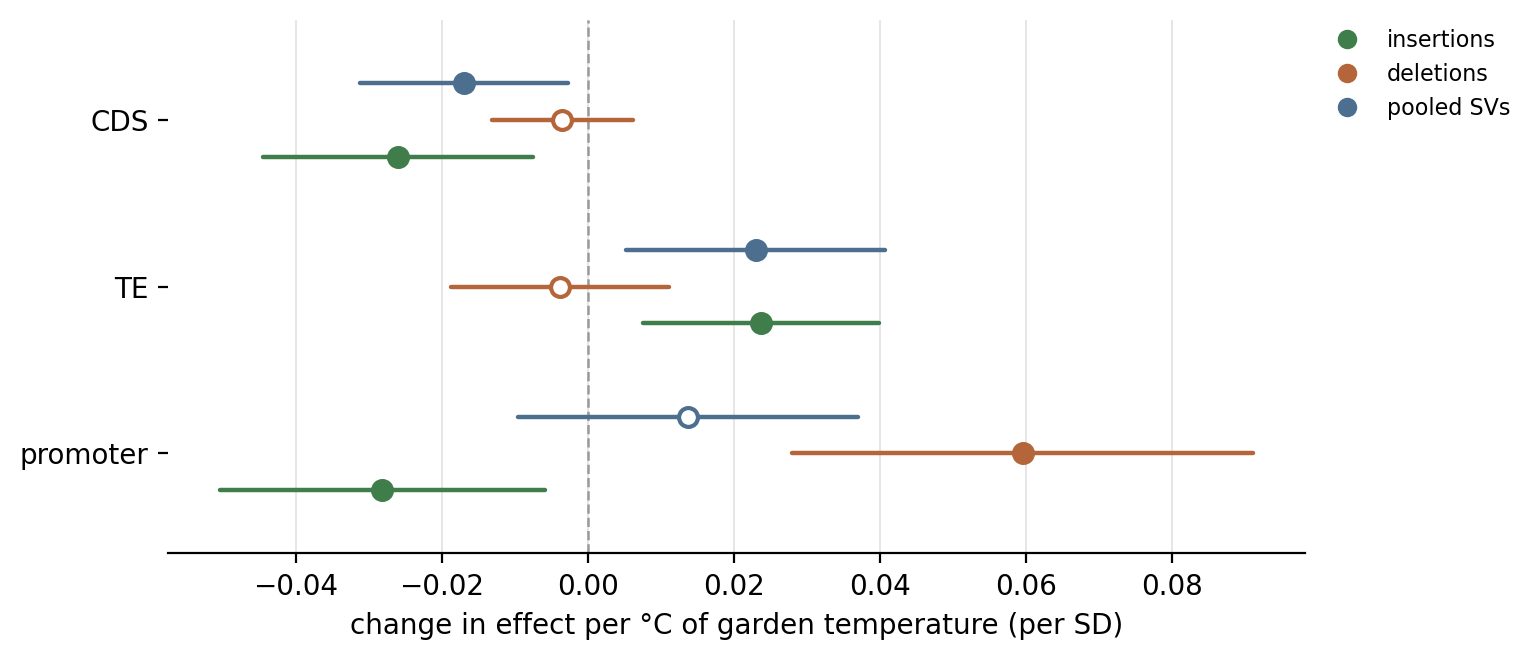 insertions
deletions
pooled SVs
CDS
TE
promoter
−0.04 −0.02 0.00 0.02 0.04 0.06 0.08
change in effect per °C of garden temperature (per SD)